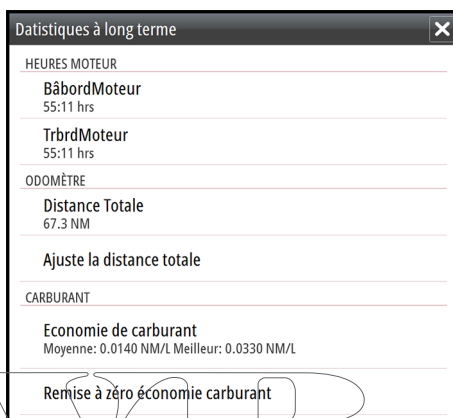 Datistiques à long terme
HEURES MOTEUR
BâbordMoteur
55:11 hrs
TrbrdMoteur
55:11 hrs
ODOMÈTRE
Distance Totale
67.3 NM
Ajuste la distance totale
CARBURANT
Economie de carburant
Moyenne: 0.0140 NM/L Meilleur: 0.0330 NM/L
Remise à zéro économie carburant